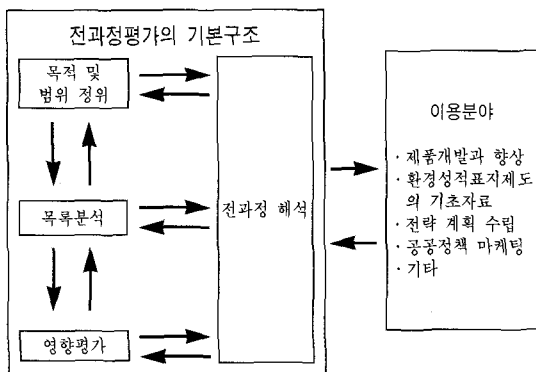 전과정평가의 기본구조
목적 및
범위 정위
목록분석
영향평가
전과정 해석
이용분야
· 제품개발과 향상
· 환경성적표지제도
의 기초자료
· 전략 계획 수립
· 공공정책 마케팅
· 기타